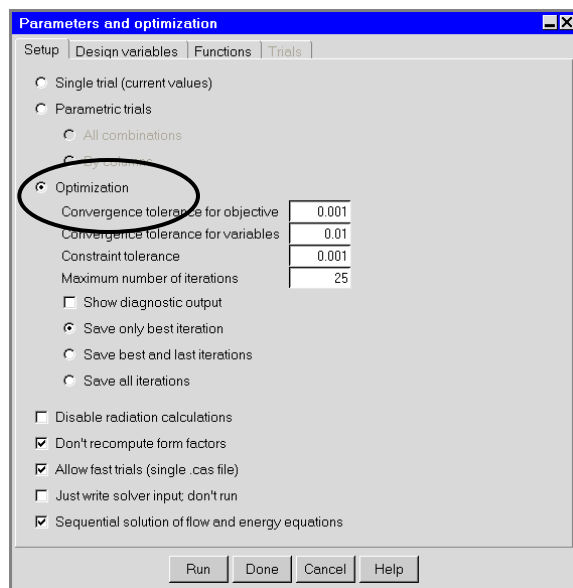 Parameters and optimization
Setup Design variables Functions Trials
Single trial (current values)
Parametric trials
All combinations
By columns
Optimization
Convergence tolerance for objective 0.001
Convergence tolerance for variables 0.01
Constraint tolerance 0.001
Maximum number of iterations 25
Show diagnostic output
Save only best iteration
Save best and last iterations
Save all iterations
Disable radiation calculations
Don't recompute form factors
Allow fast trials (single .cas file)
Just write solver input; don't run
Sequential solution of flow and energy equations
Run Done Cancel Help